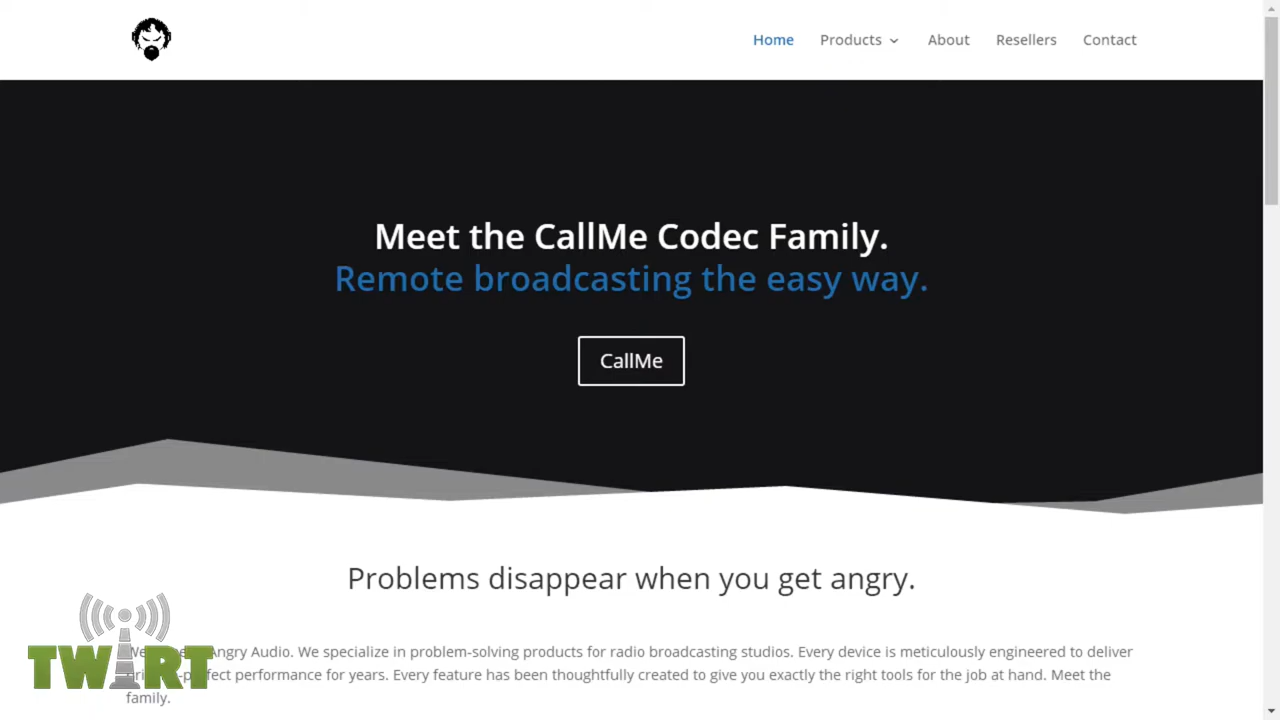 Home Products About Resellers Contact
Meet the CallMe Codec Family.
Remote broadcasting the easy way.
CallMe
Problems disappear when you get angry.
Angry Audio. We specialize in problem-solving products for radio broadcasting studios. Every device is meticulously engineered to deliver
performance for years. Every feature has been thoughtfully created to give you exactly the right tools for the job at hand. Meet the
family.
TWiRT